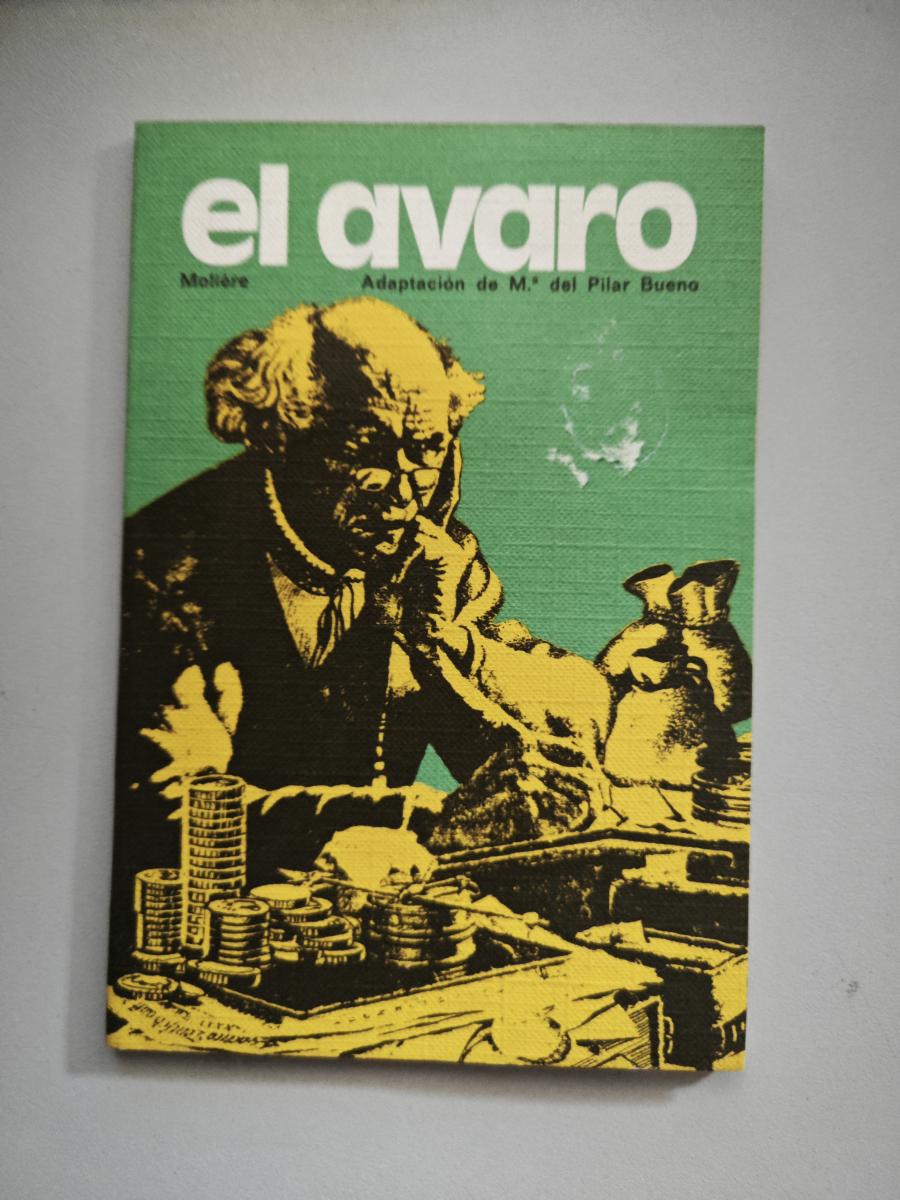 el avaro
Molière Adaptación de M.ª del Pilar Bueno